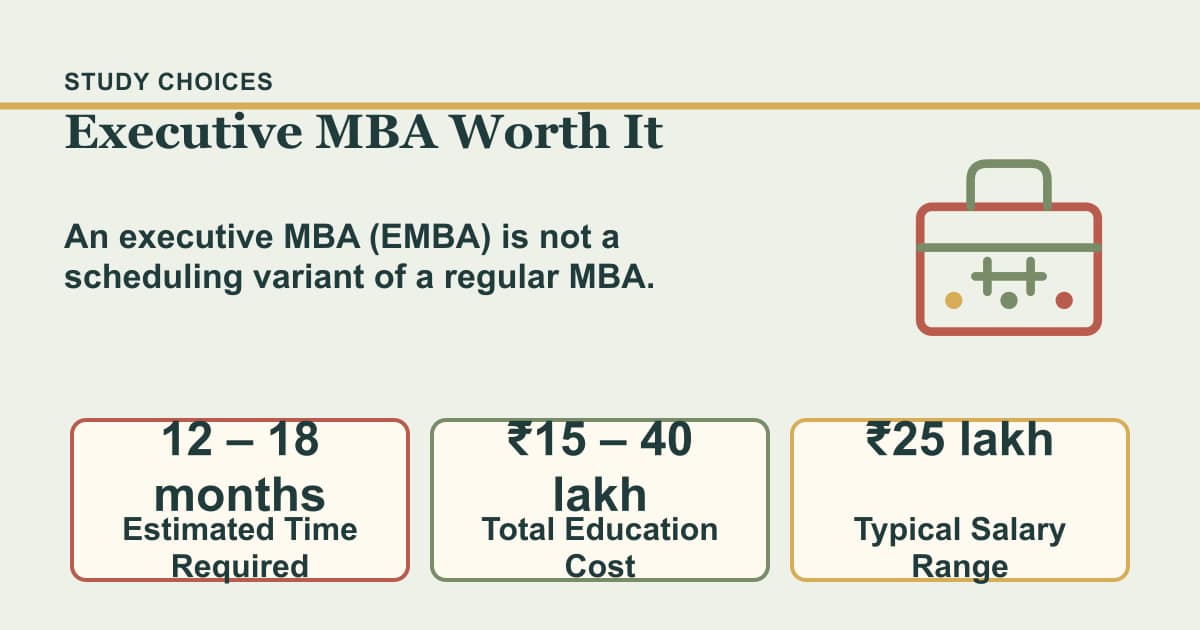 STUDY CHOICES
Executive MBA Worth It
An executive MBA (EMBA) is not a
scheduling variant of a regular MBA.
12 – 18
months
Estimated Time
Required
₹15 – 40
lakh
Total Education
Cost
₹25 lakh
Typical Salary
Range